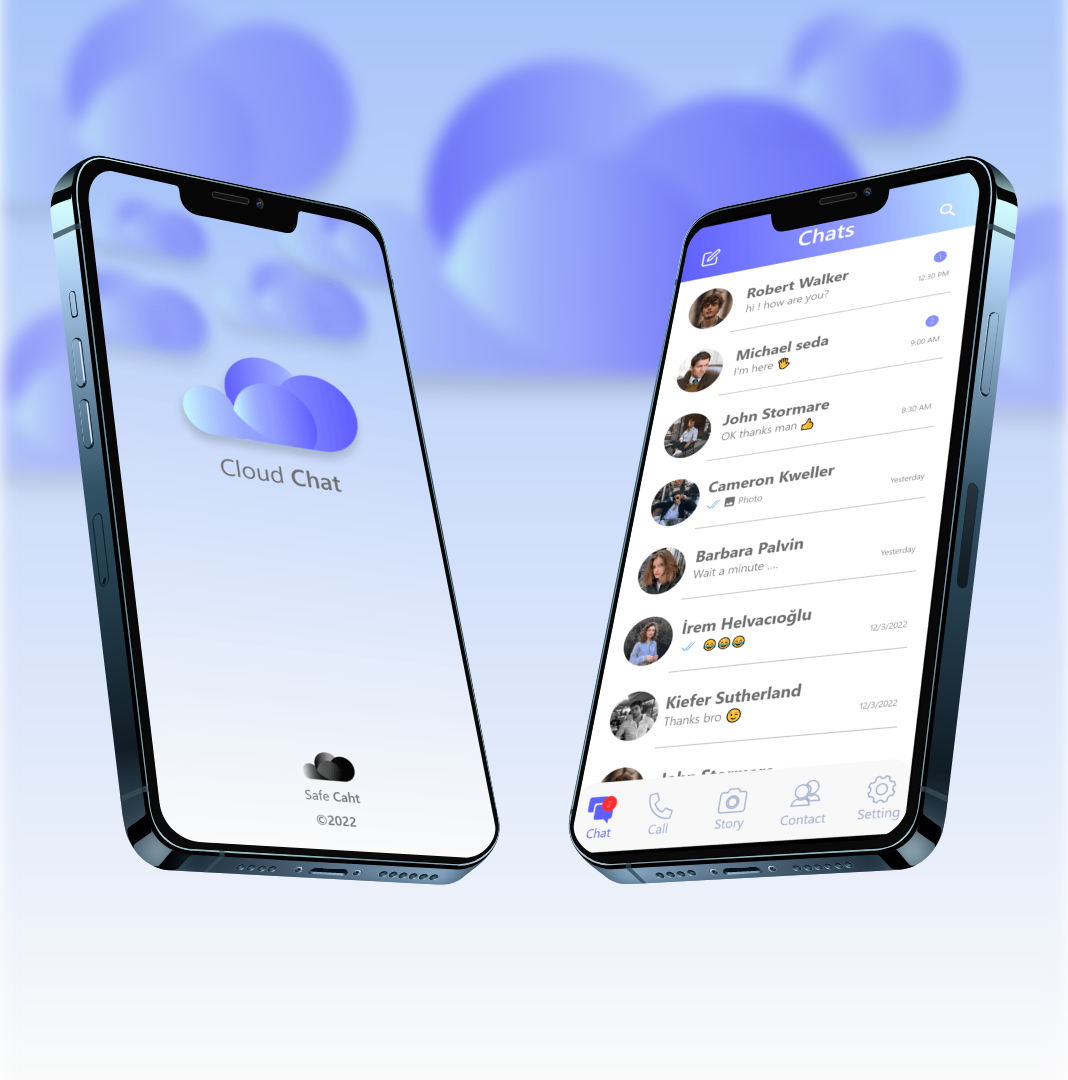 Cloud Chat
Safe Caht
©2022
Chats
Robert Walker
hi ! how are you?
1
12:30 PM
Michael seda
I'm here 🖐
2
9:00 AM
John Stormare
OK thanks man 👍
8:30 AM
Cameron Kweller
Photo
Yesterday
Barbara Palvin
Wait a minute ....
Yesterday
İrem Helvacıoğlu
😂😂😂
12/3/2022
Kiefer Sutherland
Thanks bro 😉
12/3/2022
John Stormare
2
Chat
Call
Story
Contact
Setting